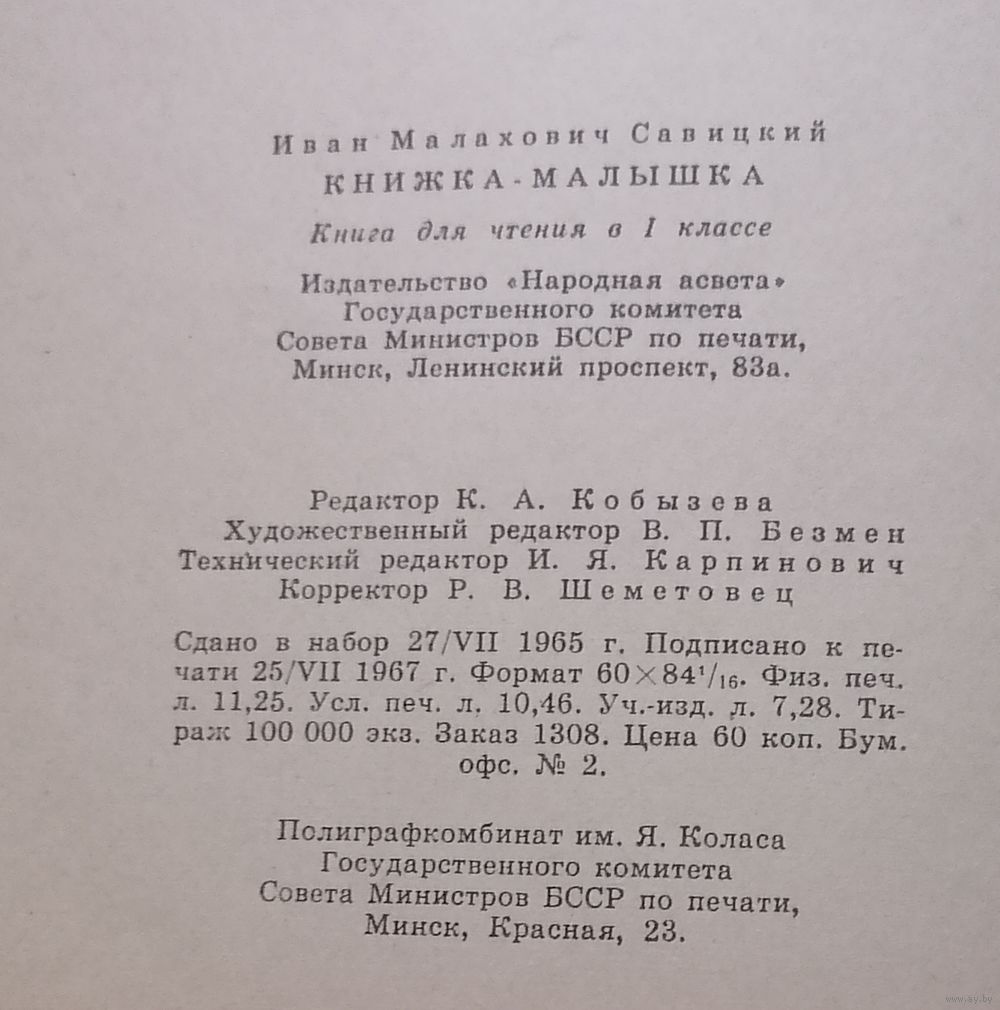 Иван Малахович Савицкий
КНИЖКА-МАЛЫШКА
Книга для чтения в I классе
Издательство «Народная асвета»
Государственного комитета
Совета Министров БССР по печати,
Минск, Ленинский проспект, 83а.
Редактор К. А. Кобызева
Художественный редактор В. П. Безмен
Технический редактор И. Я. Карпинович
Корректор Р. В. Шеметовец
Сдано в набор 27/VII 1965 г. Подписано к пе-
чати 25/VII 1967 г. Формат 60×84¹/₁₆. Физ. печ.
л. 11,25. Усл. печ. л. 10,46. Уч.-изд. л. 7,28. Ти-
раж 100 000 экз. Заказ 1308. Цена 60 коп. Бум.
офс. № 2.
Полиграфкомбинат им. Я. Коласа
Государственного комитета
Совета Министров БССР по печати,
Минск, Красная, 23.
www.ay.by